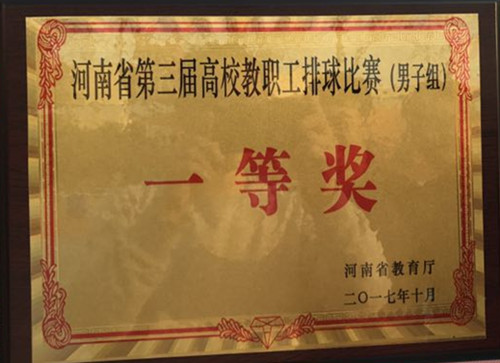 河南省第三届高校教职工排球比赛（男子组）
一等奖
河南省教育厅
二〇一七年十月